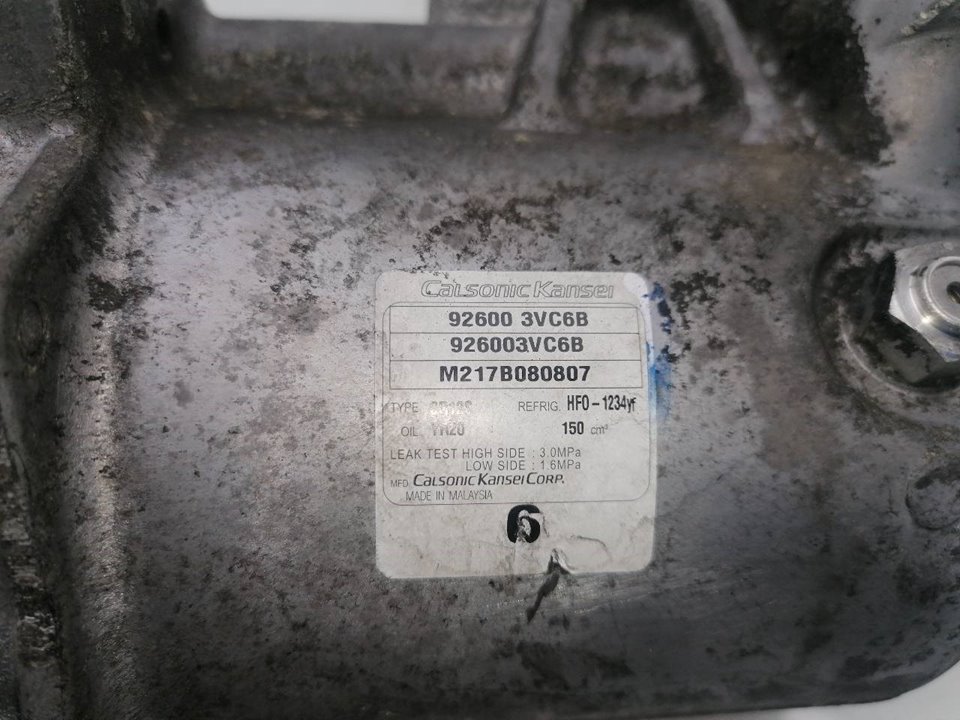 Calsonic Kansei
92600 3VC6B
926003VC6B
M217B080807
TYPE REFRIG. HFO-1234yf
OIL 150 cm³
LEAK TEST HIGH SIDE : 3.0MPa
LOW SIDE : 1.6MPa
MFD Calsonic Kansei Corp.
MADE IN MALAYSIA
6